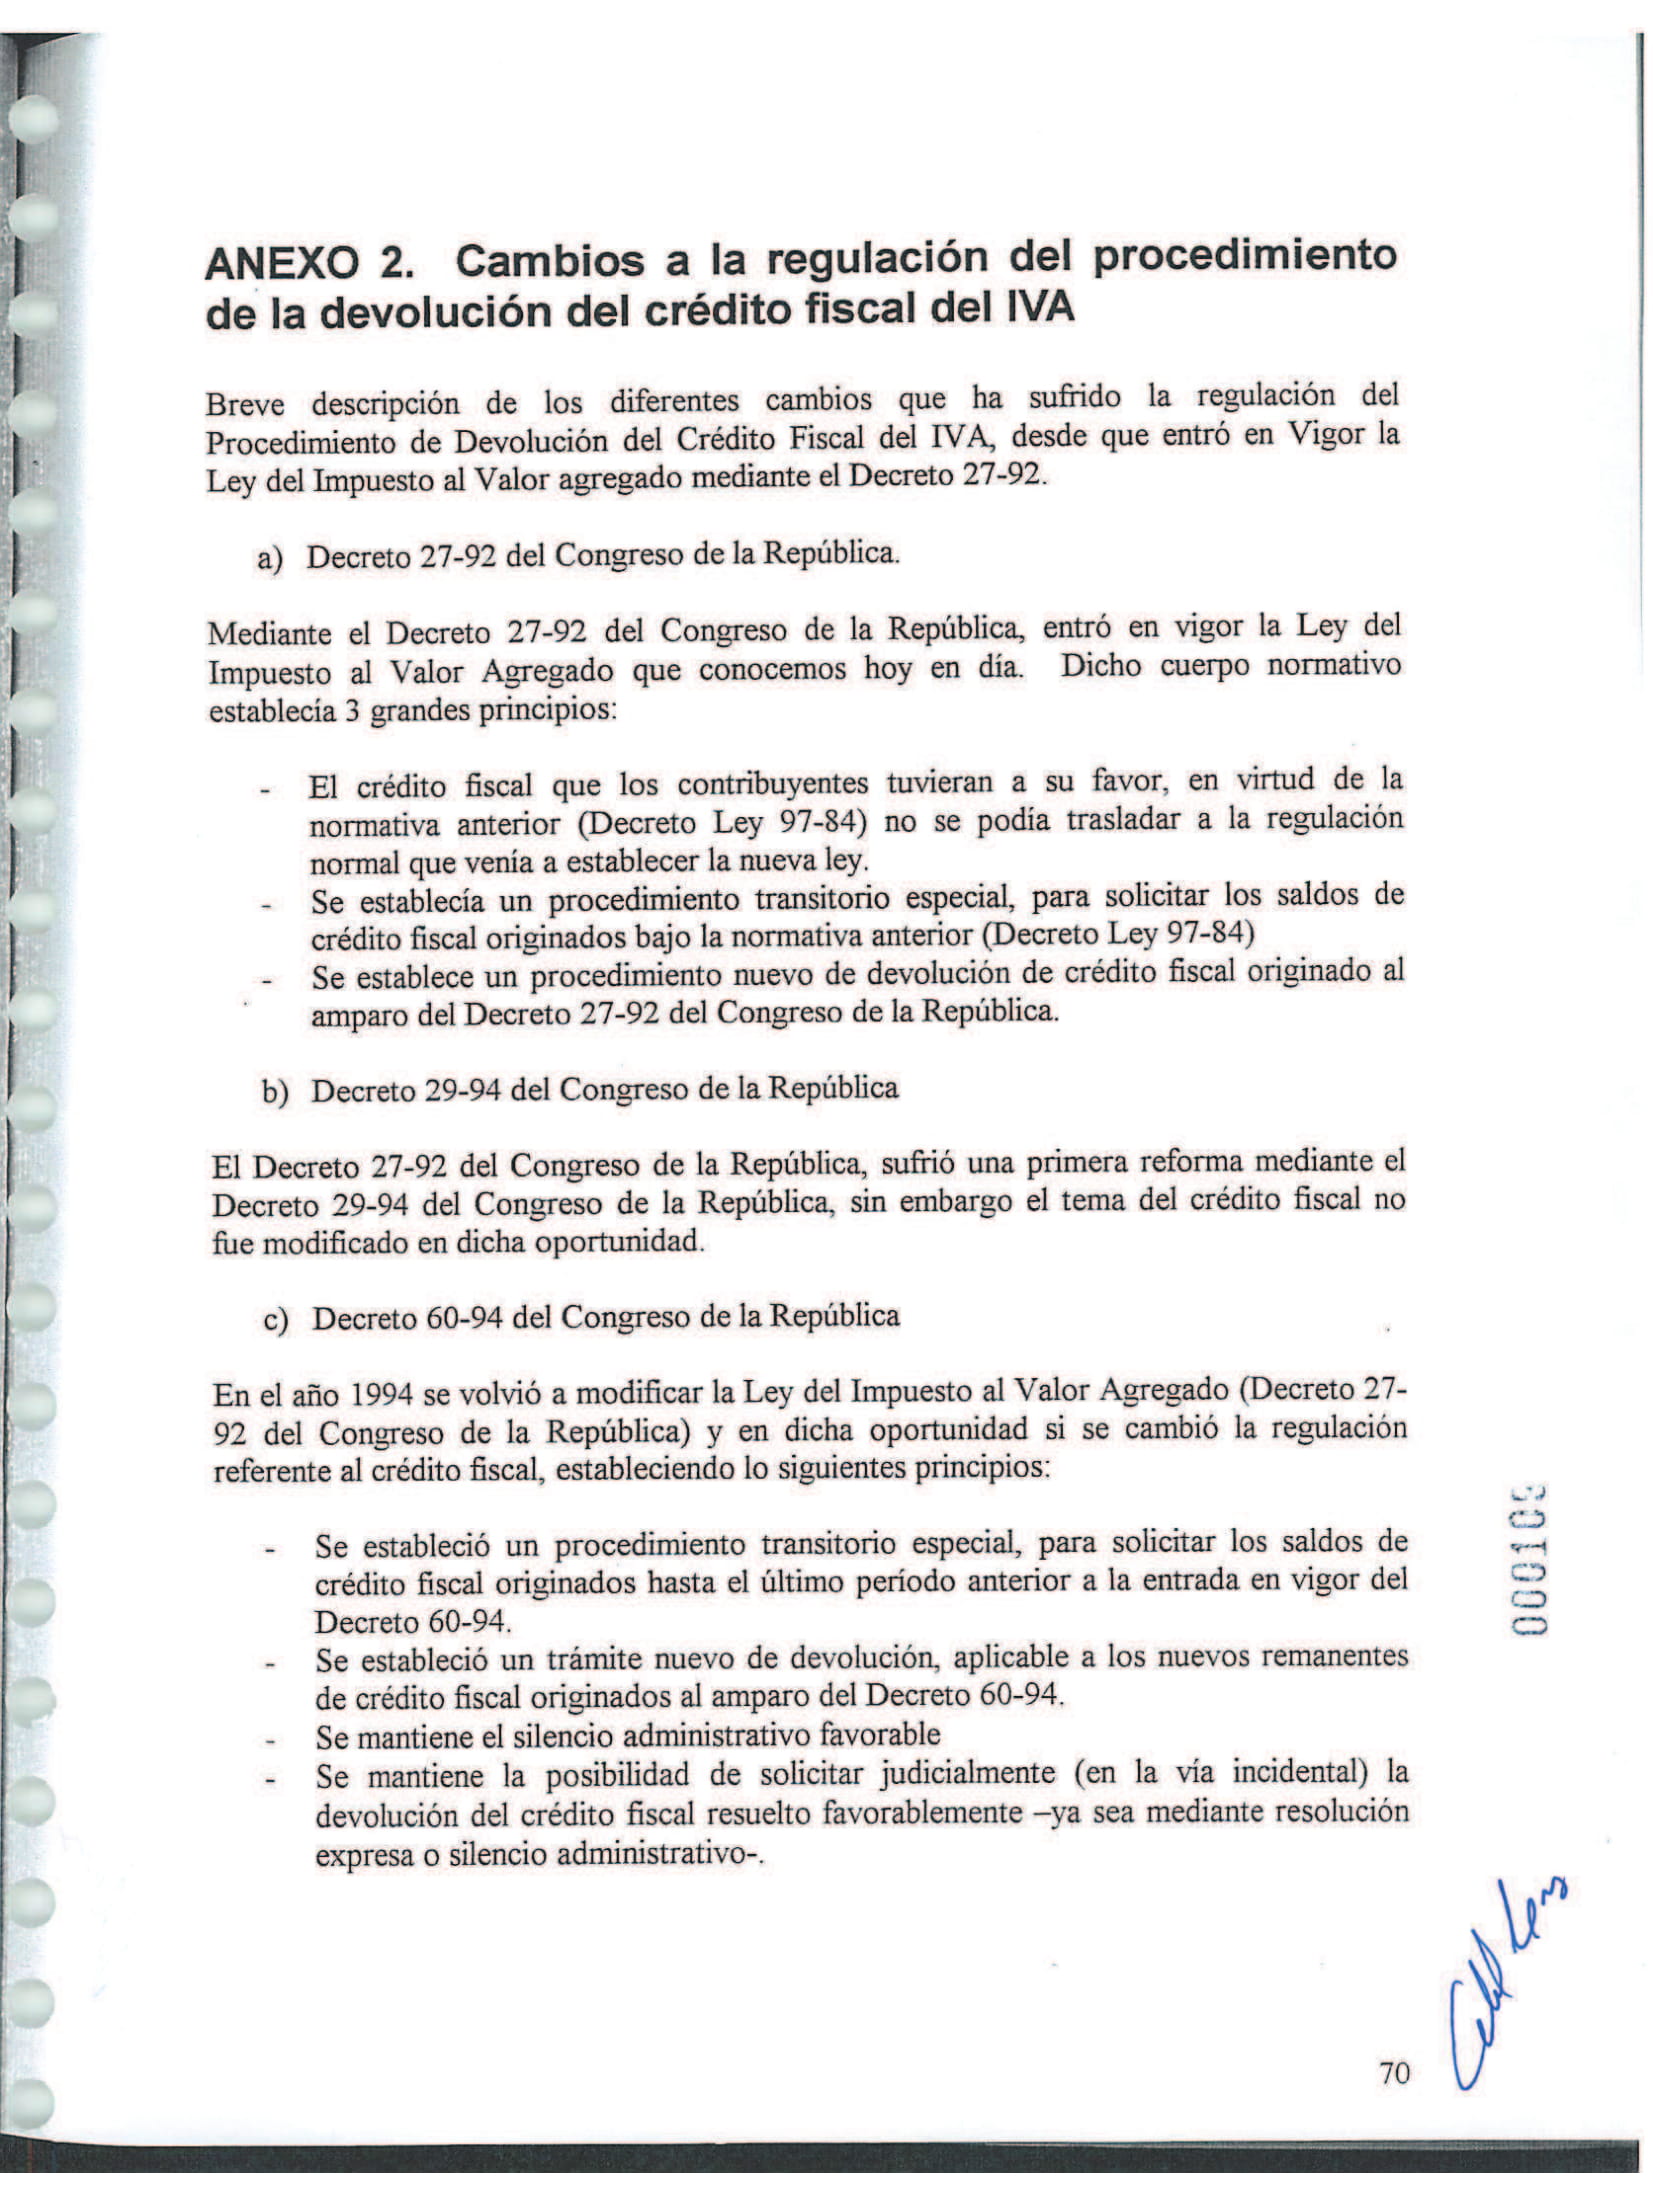 ANEXO 2. Cambios a la regulación del procedimiento
de la devolución del crédito fiscal del IVA
Breve descripción de los diferentes cambios que ha sufrido la regulación del
Procedimiento de Devolución del Crédito Fiscal del IVA, desde que entró en Vigor la
Ley del Impuesto al Valor agregado mediante el Decreto 27-92.
a) Decreto 27-92 del Congreso de la República.
Mediante el Decreto 27-92 del Congreso de la República, entró en vigor la Ley del
Impuesto al Valor Agregado que conocemos hoy en día. Dicho cuerpo normativo
establecía 3 grandes principios:
- El crédito fiscal que los contribuyentes tuvieran a su favor, en virtud de la
normativa anterior (Decreto Ley 97-84) no se podía trasladar a la regulación
normal que venía a establecer la nueva ley.
- Se establecía un procedimiento transitorio especial, para solicitar los saldos de
crédito fiscal originados bajo la normativa anterior (Decreto Ley 97-84)
- Se establece un procedimiento nuevo de devolución de crédito fiscal originado al
amparo del Decreto 27-92 del Congreso de la República.
b) Decreto 29-94 del Congreso de la República
El Decreto 27-92 del Congreso de la República, sufrió una primera reforma mediante el
Decreto 29-94 del Congreso de la República, sin embargo el tema del crédito fiscal no
fue modificado en dicha oportunidad.
c) Decreto 60-94 del Congreso de la República
En el año 1994 se volvió a modificar la Ley del Impuesto al Valor Agregado (Decreto 27-
92 del Congreso de la República) y en dicha oportunidad si se cambió la regulación
referente al crédito fiscal, estableciendo lo siguientes principios:
- Se estableció un procedimiento transitorio especial, para solicitar los saldos de
crédito fiscal originados hasta el último período anterior a la entrada en vigor del
Decreto 60-94.
- Se estableció un trámite nuevo de devolución, aplicable a los nuevos remanentes
de crédito fiscal originados al amparo del Decreto 60-94.
- Se mantiene el silencio administrativo favorable
- Se mantiene la posibilidad de solicitar judicialmente (en la vía incidental) la
devolución del crédito fiscal resuelto favorablemente –ya sea mediante resolución
expresa o silencio administrativo-.
70